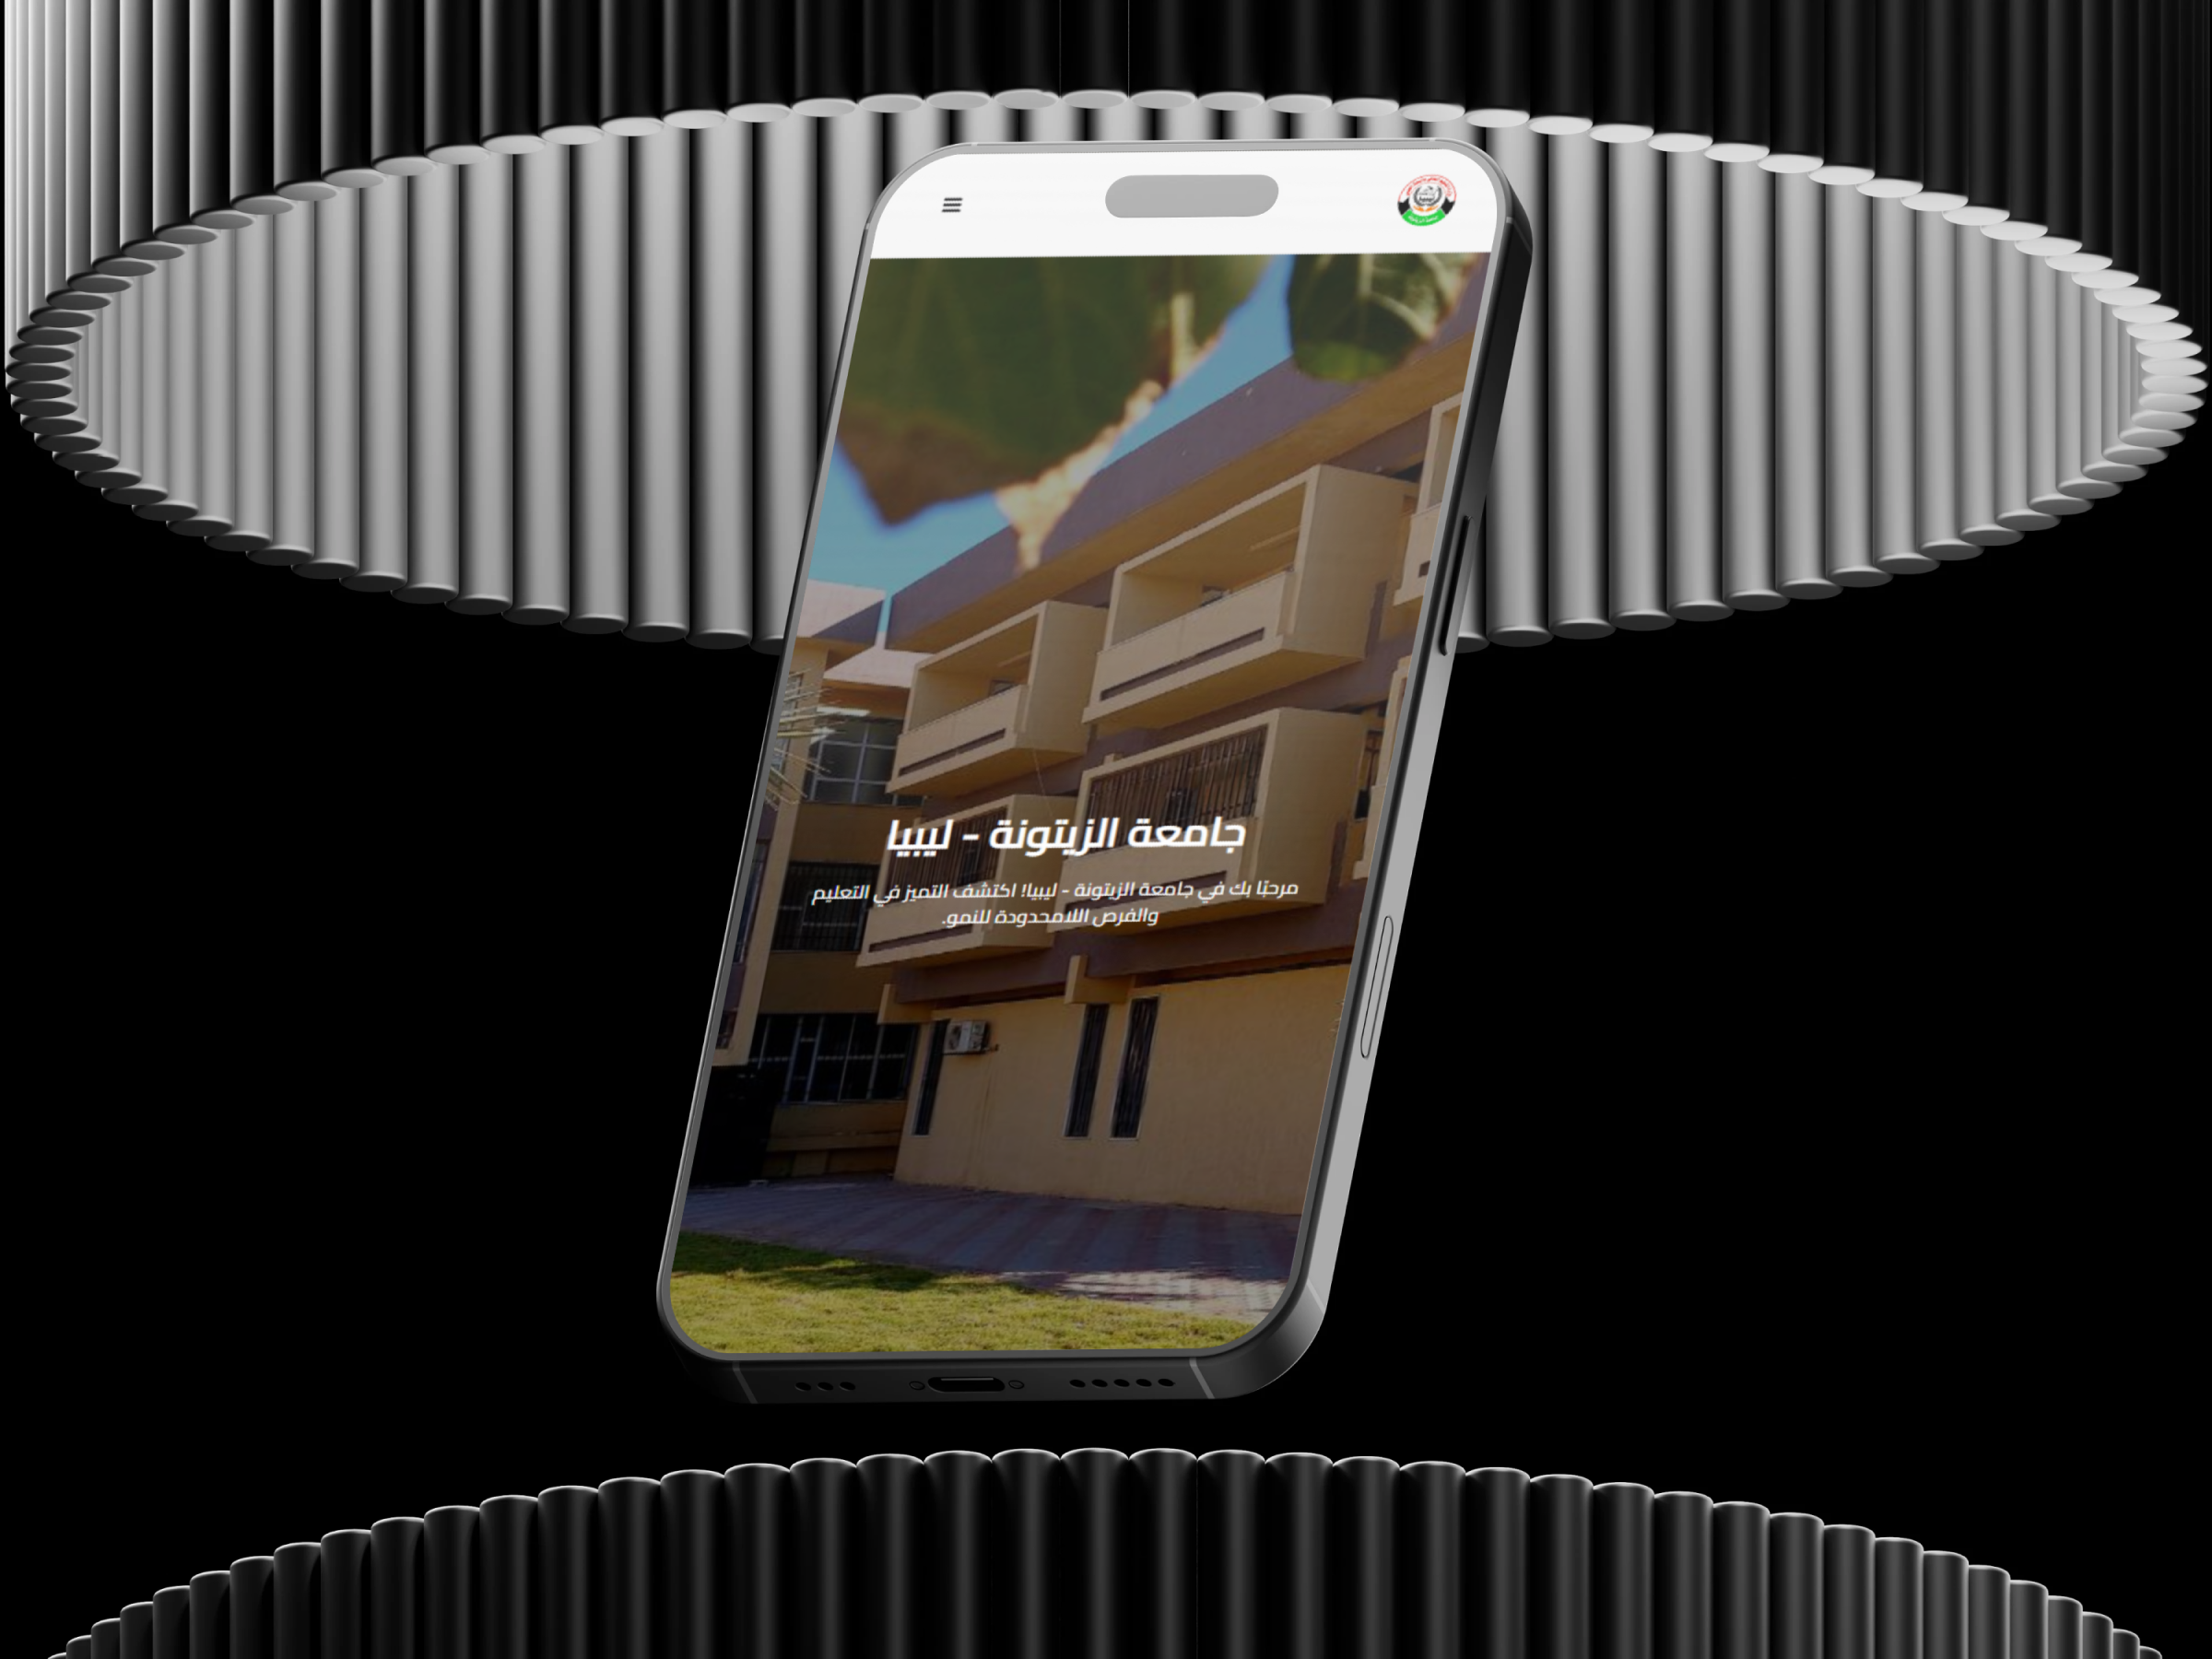 جامعة الزيتونة - ليبيا
مرحبًا بك في جامعة الزيتونة - ليبيا! اكتشف التميز في التعليم
والفرص اللامحدودة للنمو.